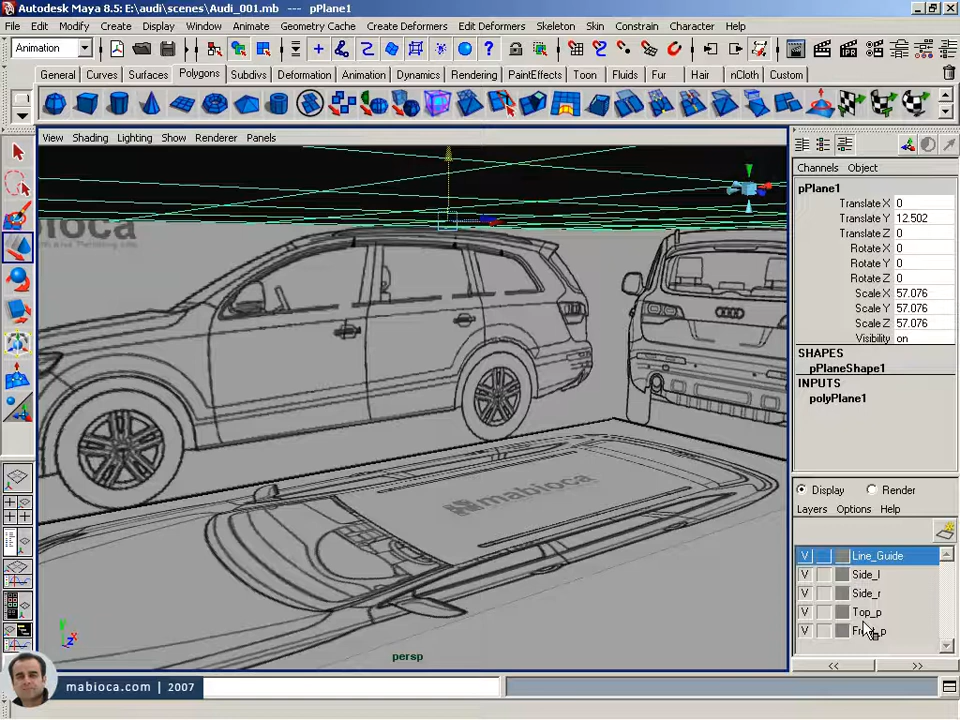 Autodesk Maya 8.5: E:\audi\scenes\Audi_001.mb --- pPlane1
File Edit Modify Create Display Window Assets Geometry Cache Create Deformers Edit Deformers Skeleton Skin Constrain Character Help
Animation
General Curves Surfaces Polygons Subdivs Deformation Animation Dynamics Rendering PaintEffects Toon Fluids Fur Hair nCloth Custom
View Shading Lighting Show Renderer Panels
Channels Object
pPlane1
Translate X 0
Translate Y 12.502
Translate Z 0
Rotate X 0
Rotate Y 0
Rotate Z 0
Scale X 57.076
Scale Y 57.076
Scale Z 57.076
Visibility on
SHAPES
pPlaneShape1
INPUTS
polyPlane1
mabioca
Display Render
Layers Options Help
V Line_Guide
V Side_l
V Side_r
V Top_p
V
<< >>
y
z x
persp
mabioca.com | 2007